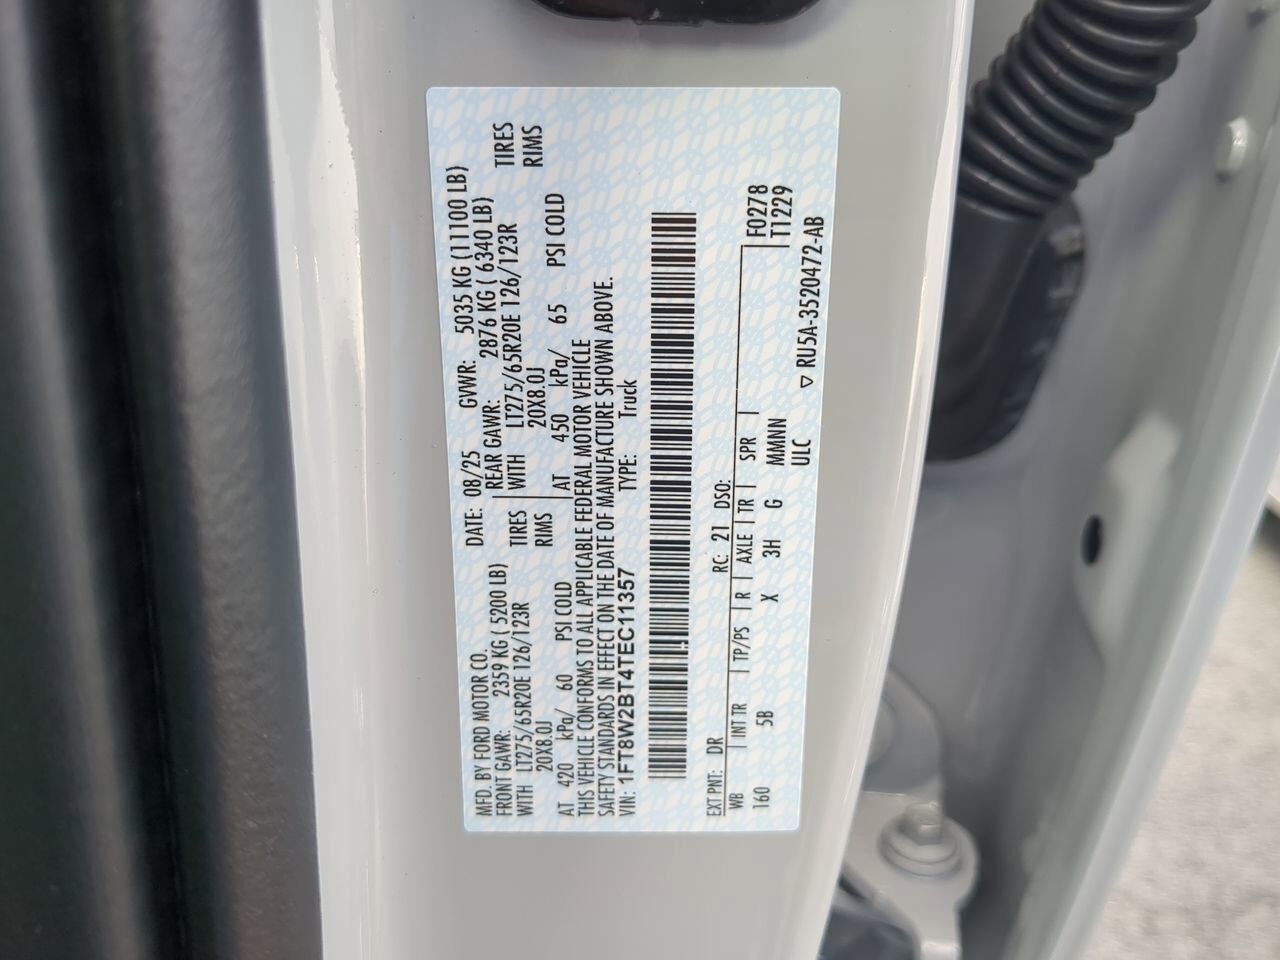 MFD. BY FORD MOTOR CO.
DATE: 08/25 GVWR: 5035 KG (11100 LB)
FRONT GAWR: 2359 KG ( 5200 LB)
REAR GAWR: 2876 KG ( 6340 LB)
WITH LT275/65R20E 126/123R TIRES
WITH LT275/65R20E 126/123R TIRES
20X8.0J RIMS
20X8.0J RIMS
AT 420 kPa/ 60 PSI COLD
AT 450 kPa/ 65 PSI COLD
THIS VEHICLE CONFORMS TO ALL APPLICABLE FEDERAL MOTOR VEHICLE
SAFETY STANDARDS IN EFFECT ON THE DATE OF MANUFACTURE SHOWN ABOVE.
VIN: 1FT8W2BT4TEC11357 TYPE: Truck
EXT PNT: DR RC: 21 DSO: F0278
WB INT TR TP/PS R AXLE TR SPR T1229
160 5B X 3H G MMNN
ULC
▽ RU5A-3520472-AB